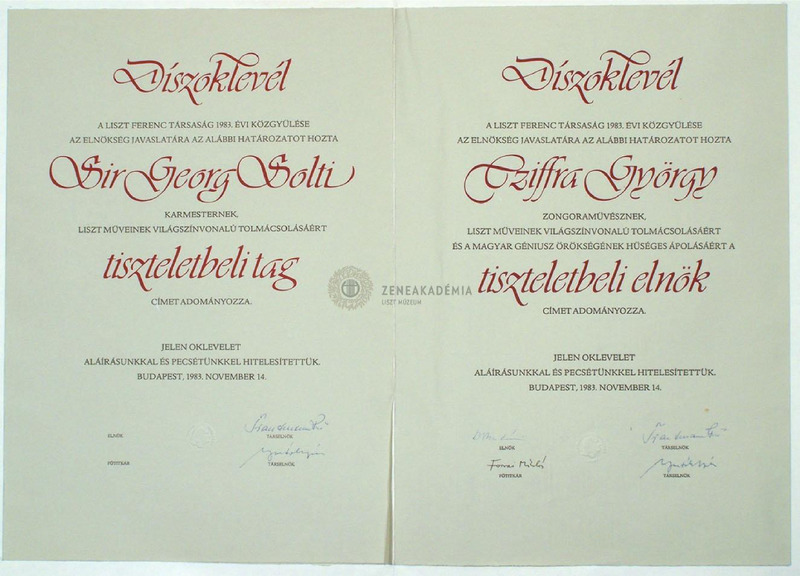 Díszoklevél
A LISZT FERENC TÁRSASÁG 1983. ÉVI KÖZGYÜLÉSE
AZ ELNÖKSÉG JAVASLATÁRA AZ ALÁBBI HATÁROZATOT HOZTA
Sir Georg Solti
KARMESTERNEK,
LISZT MŰVEINEK VILÁGSZÍNVONALÚ TOLMÁCSOLÁSÁÉRT
tiszteletbeli tag
CÍMET ADOMÁNYOZZA.
JELEN OKLEVELET
ALÁÍRÁSUNKKAL ÉS PECSÉTÜNKKEL HITELESÍTETTÜK.
BUDAPEST, 1983. NOVEMBER 14.
ELNÖK
TÁRSELNÖK
FŐTITKÁR
TÁRSELNÖK
ZENEAKADÉMIA
LISZT MÚZEUM
Díszoklevél
A LISZT FERENC TÁRSASÁG 1983. ÉVI KÖZGYÜLÉSE
AZ ELNÖKSÉG JAVASLATÁRA AZ ALÁBBI HATÁROZATOT HOZTA
Cziffra György
ZONGORAMŰVÉSZNEK,
LISZT MŰVEINEK VILÁGSZÍNVONALÚ TOLMÁCSOLÁSÁÉRT
ÉS A MAGYAR GÉNIUSZ ÖRÖKSÉGÉNEK HŰSÉGES ÁPOLÁSÁÉRT A
tiszteletbeli elnök
CÍMET ADOMÁNYOZZA.
JELEN OKLEVELET
ALÁÍRÁSUNKKAL ÉS PECSÉTÜNKKEL HITELESÍTETTÜK.
BUDAPEST, 1983. NOVEMBER 14.
ELNÖK
TÁRSELNÖK
Forrai Miklós
FŐTITKÁR
TÁRSELNÖK